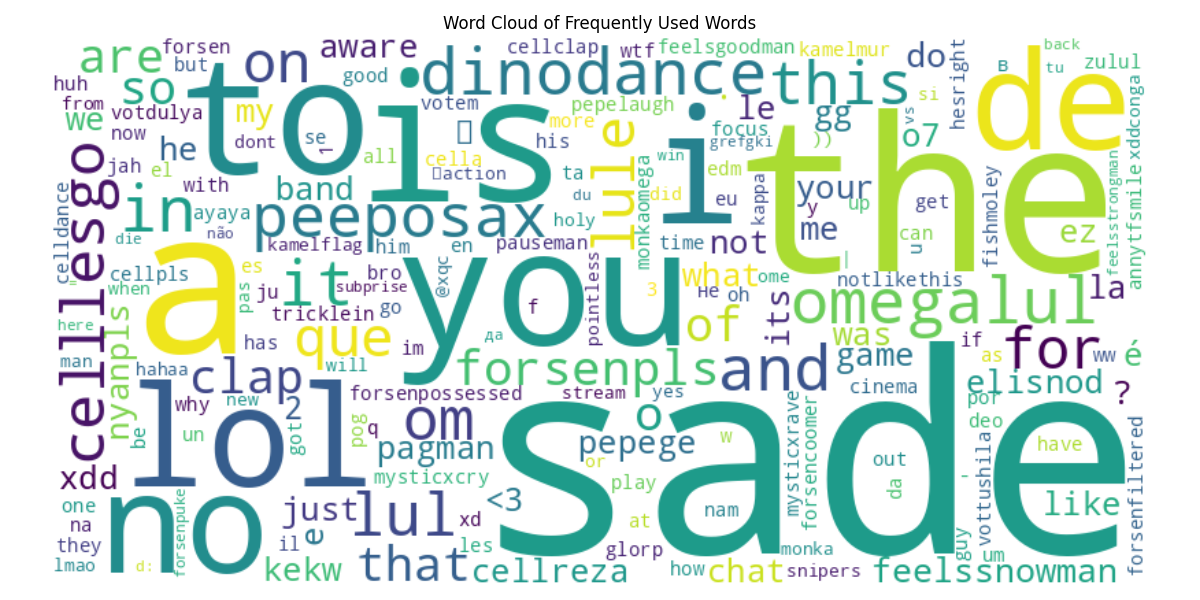 Word Cloud of Frequently Used Words
are forsen on aware cellclap wtf feelsgoodman kamelmur do hesright back zulul
huh but so good dinodance this B tu de
from votdulya to is votem pepelaugh le gg si vs xddconga
we now my dont se 1 more lule focus o7
he all cella his grefgki )) the
jah el action ta edm win i kappa your
cellesgo with band du did eu y up get fishmoley feelsstrongman annytfsmile
celldance in ayaya peeposax holy monkaomega me can u ez
die não kamelflag him en pauseman time not
cellpls a es it bro @xqc you pointless what ome | notlikethis la
when = pas ju subprise f 3 не oh its omegalul
here nyanpls tricklein go да of was
has que im if for ww é
man hahaa will forsenpls and game as
clap forsenpossessed stream yes cinema elisnod ?
why new 2 om o por
be lol un got pog q pagman pepege w deo
xdd mysticxcry or mysticxrave forsencoomer out vottushila have forsenfiltered
one no forsenpuke just lul <3 play sade da - like
na il e xd nam at
they les glorp monka guy um
lmao d: kekw that cellreza how chat snipers feelssnowman